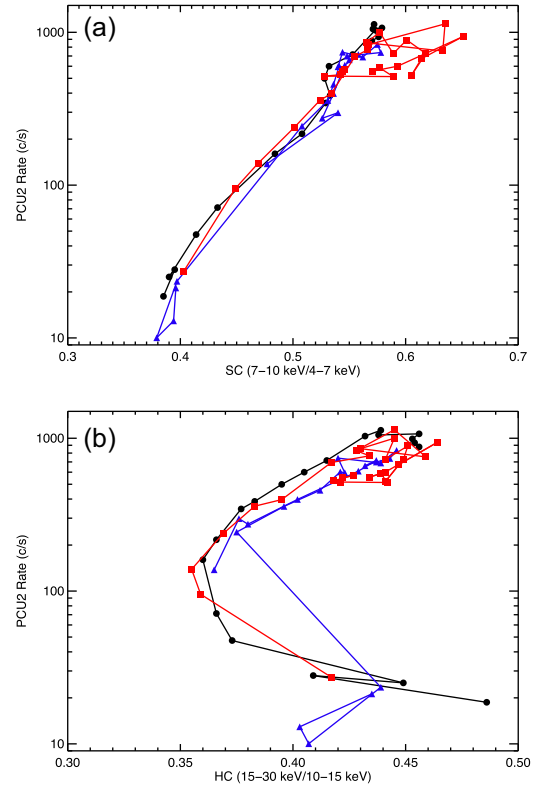 (a)
1000
100
10
PCU2 Rate (c/s)
0.3 0.4 0.5 0.6 0.7
SC (7–10 keV/4–7 keV)
(b)
1000
100
10
PCU2 Rate (c/s)
0.30 0.35 0.40 0.45 0.50
HC (15–30 keV/10–15 keV)